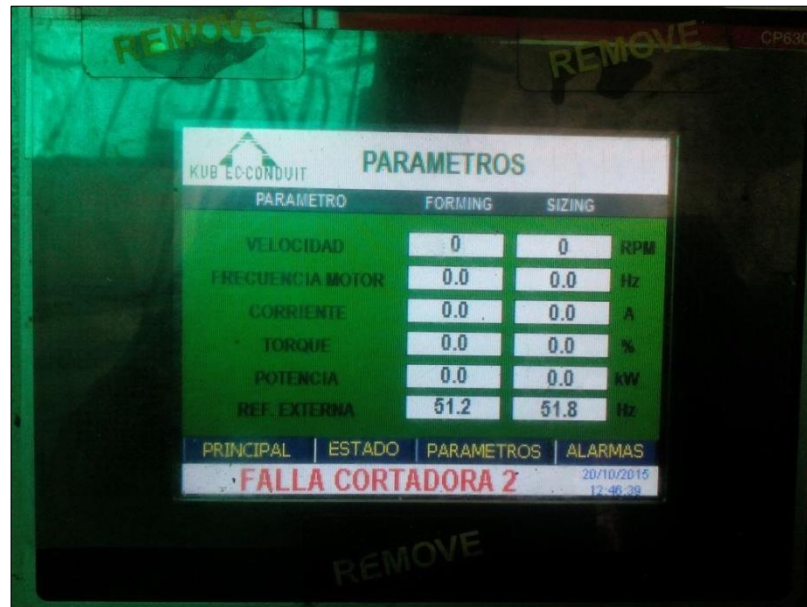 REMOVE REMOVE
CP630
KUB EC-CONDUIT PARAMETROS
PARAMETRO FORMING SIZING
VELOCIDAD 0 0 RPM
FRECUENCIA MOTOR 0.0 0.0 Hz
CORRIENTE 0.0 0.0 A
TORQUE 0.0 0.0 %
POTENCIA 0.0 0.0 kW
REF. EXTERNA 51.2 51.8 Hz
PRINCIPAL ESTADO PARAMETROS ALARMAS
FALLA CORTADORA 2 20/10/2015
12:46:39
REMOVE